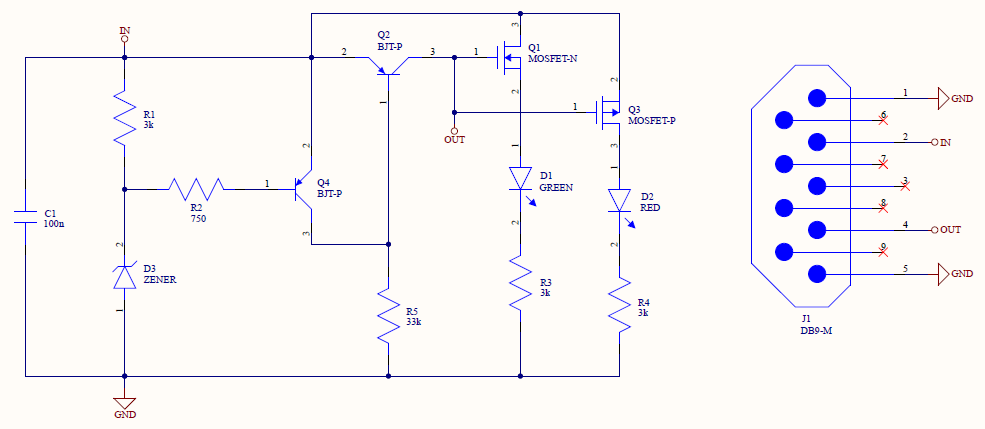 IN
Q2
BJT-P
2
3
1
3
1
Q1
MOSFET-N
2
2
1
Q3
MOSFET-P
3
OUT
R1
3k
2
R2
750
1
Q4
BJT-P
3
1
D1
GREEN
2
1
D2
RED
2
C1
100n
2
D3
ZENER
1
R5
33k
R3
3k
R4
3k
GND
1
GND
6
2
IN
7
3
8
4
OUT
9
5
GND
J1
DB9-M